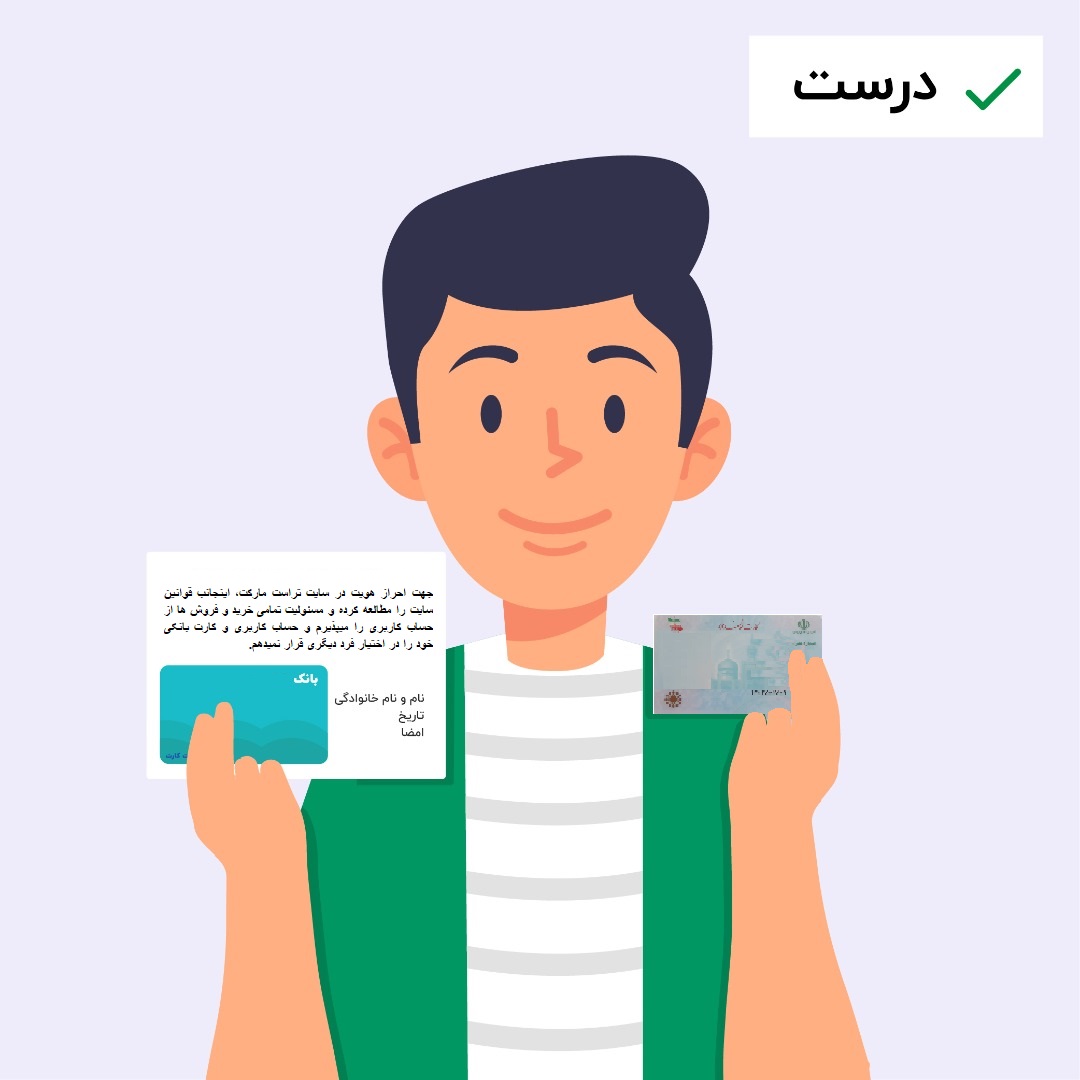 درست
جهت احراز هویت در سایت تراست مارکت، اینجانب قوانین
سایت را مطالعه کرده و مسئولیت تمامی خرید و فروش ها از
حساب کاربری را میپذیرم و حساب کاربری و کارت بانکی
خود را در اختیار فرد دیگری قرار نمیدهم.
بانک
نام و نام خانوادگی
تاریخ
امضا
کارت